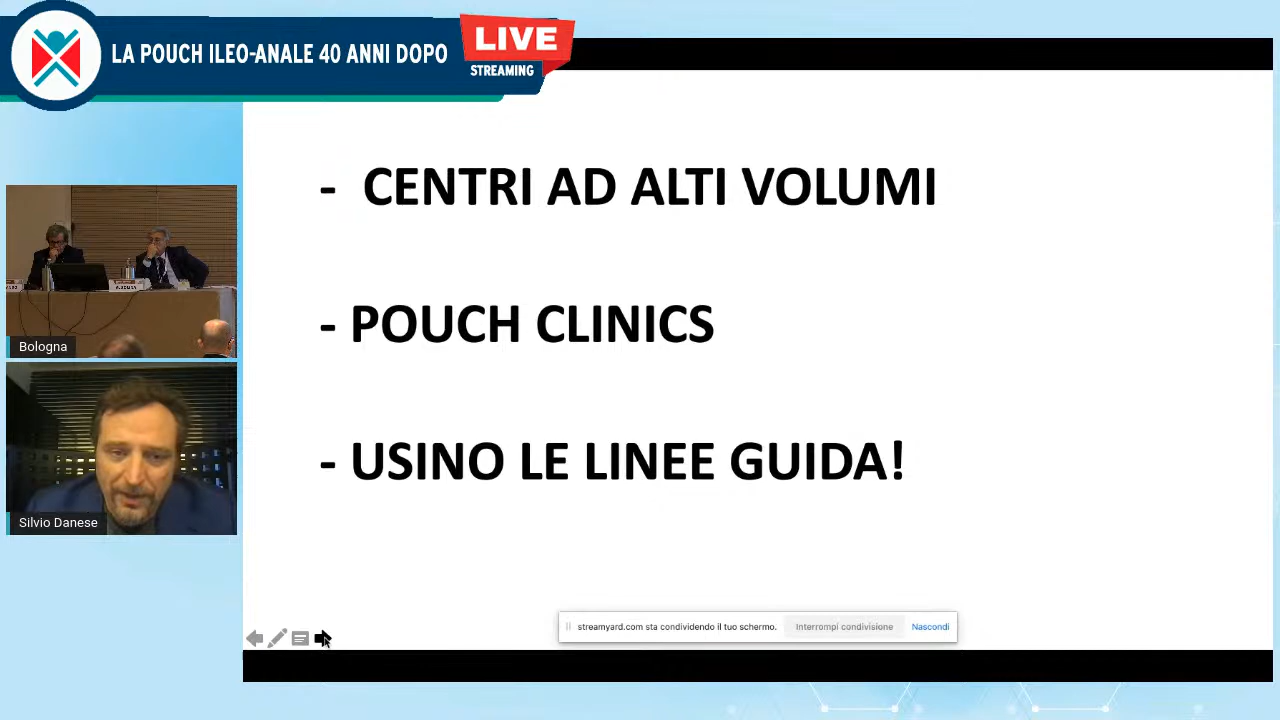 LA POUCH ILEO-ANALE 40 ANNI DOPO
LIVE
STREAMING
- CENTRI AD ALTI VOLUMI
- POUCH CLINICS
- USINO LE LINEE GUIDA!
Bologna
Silvio Danese
streamyard.com sta condividendo il tuo schermo.
Interrompi condivisione
Nascondi